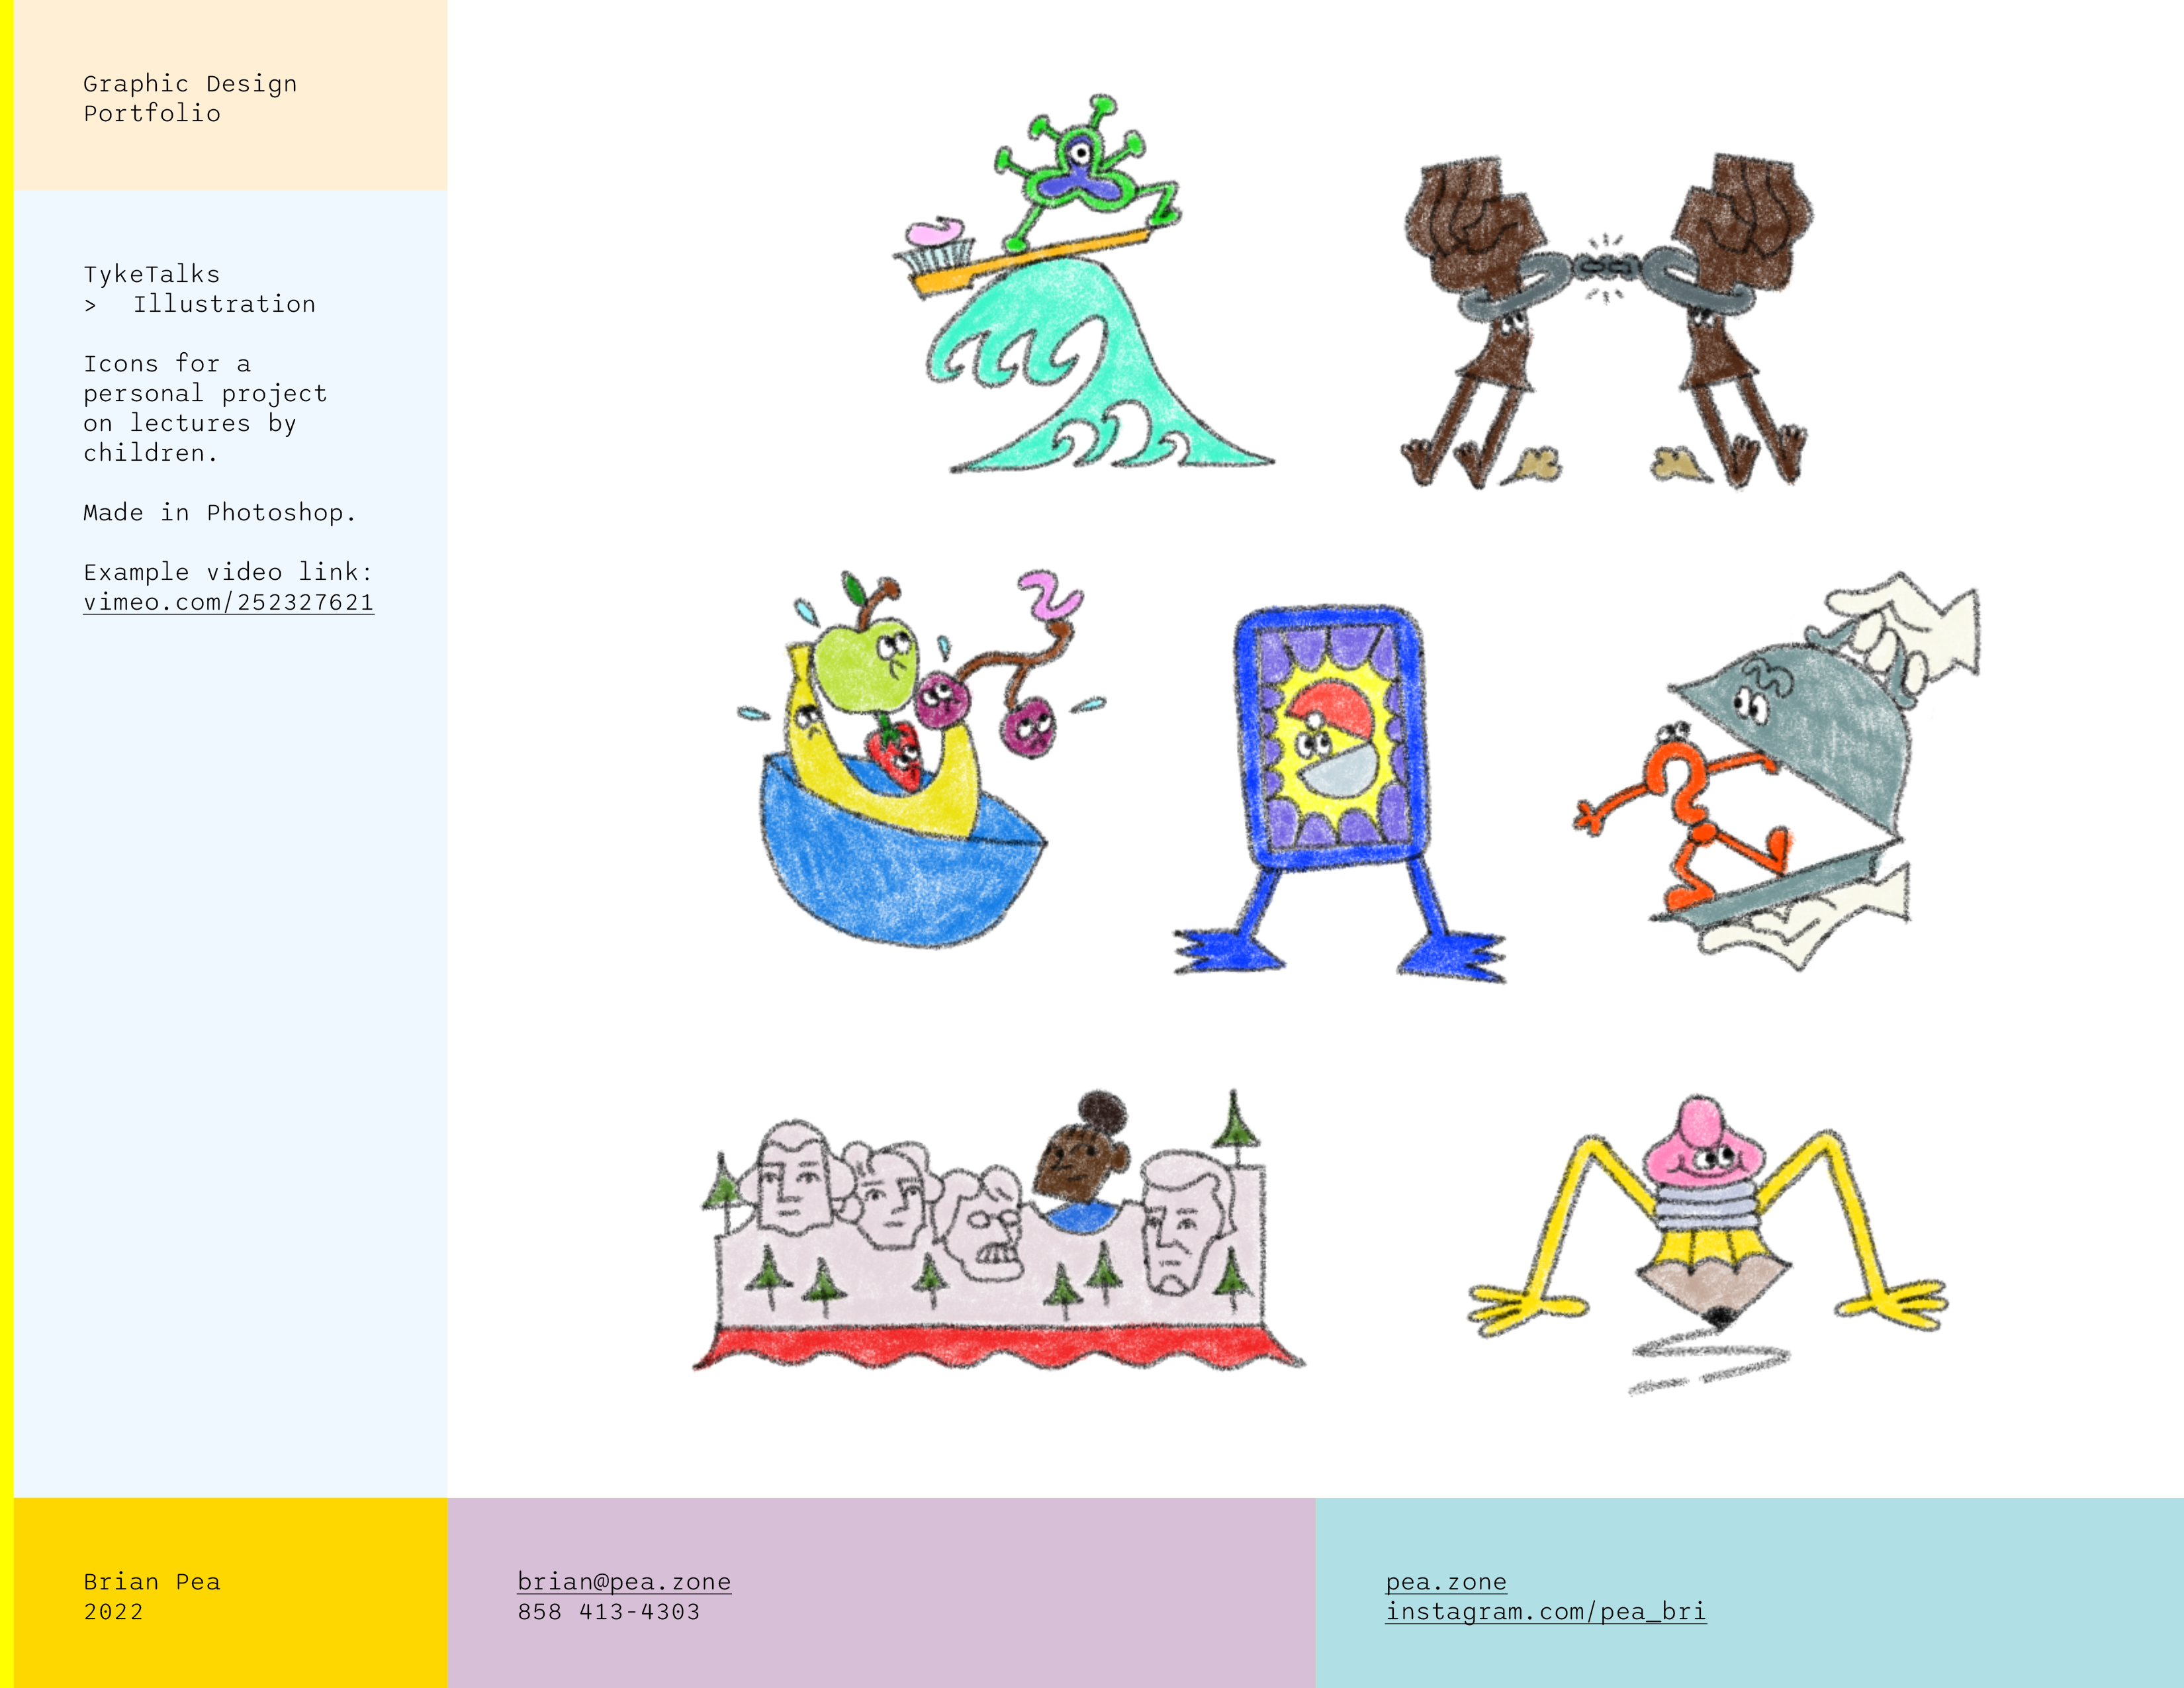 Graphic Design
Portfolio
TykeTalks
> Illustration
Icons for a
personal project
on lectures by
children.
Made in Photoshop.
Example video link:
vimeo.com/252327621
Brian Pea
2022
brian@pea.zone
858 413-4303
pea.zone
instagram.com/pea_bri